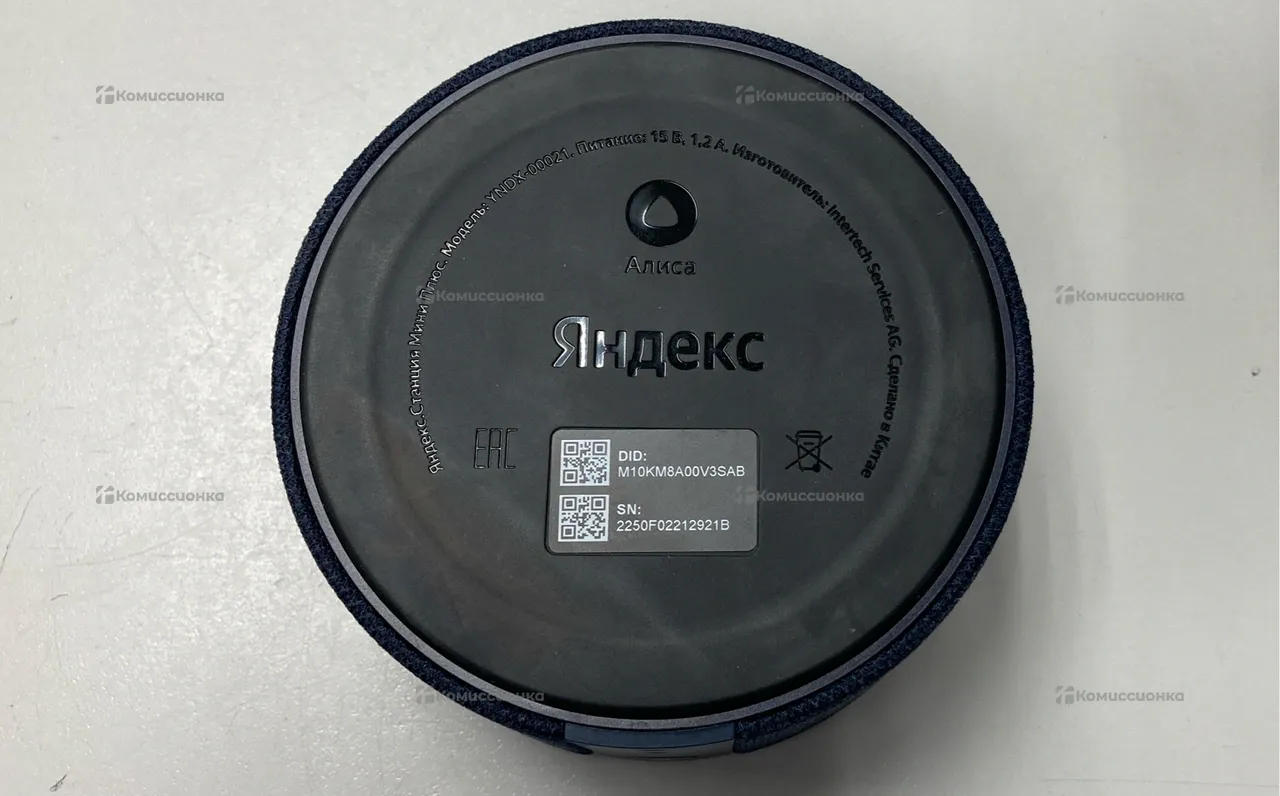 Яндекс.Станция Мини Плюс. Модель: YNDX-00021. Питание: 15 В, 1,2 А. Изготовитель: Intertech Services AG. Сделано в Китае
Алиса
Яндекс
EAC
DID:
M10KM8A00V3SAB
SN:
2250F02212921B
Комиссионка
Комиссионка
Комиссионка
Комиссионка
Комиссионка
Комиссионка
Комиссионка
Комиссионка